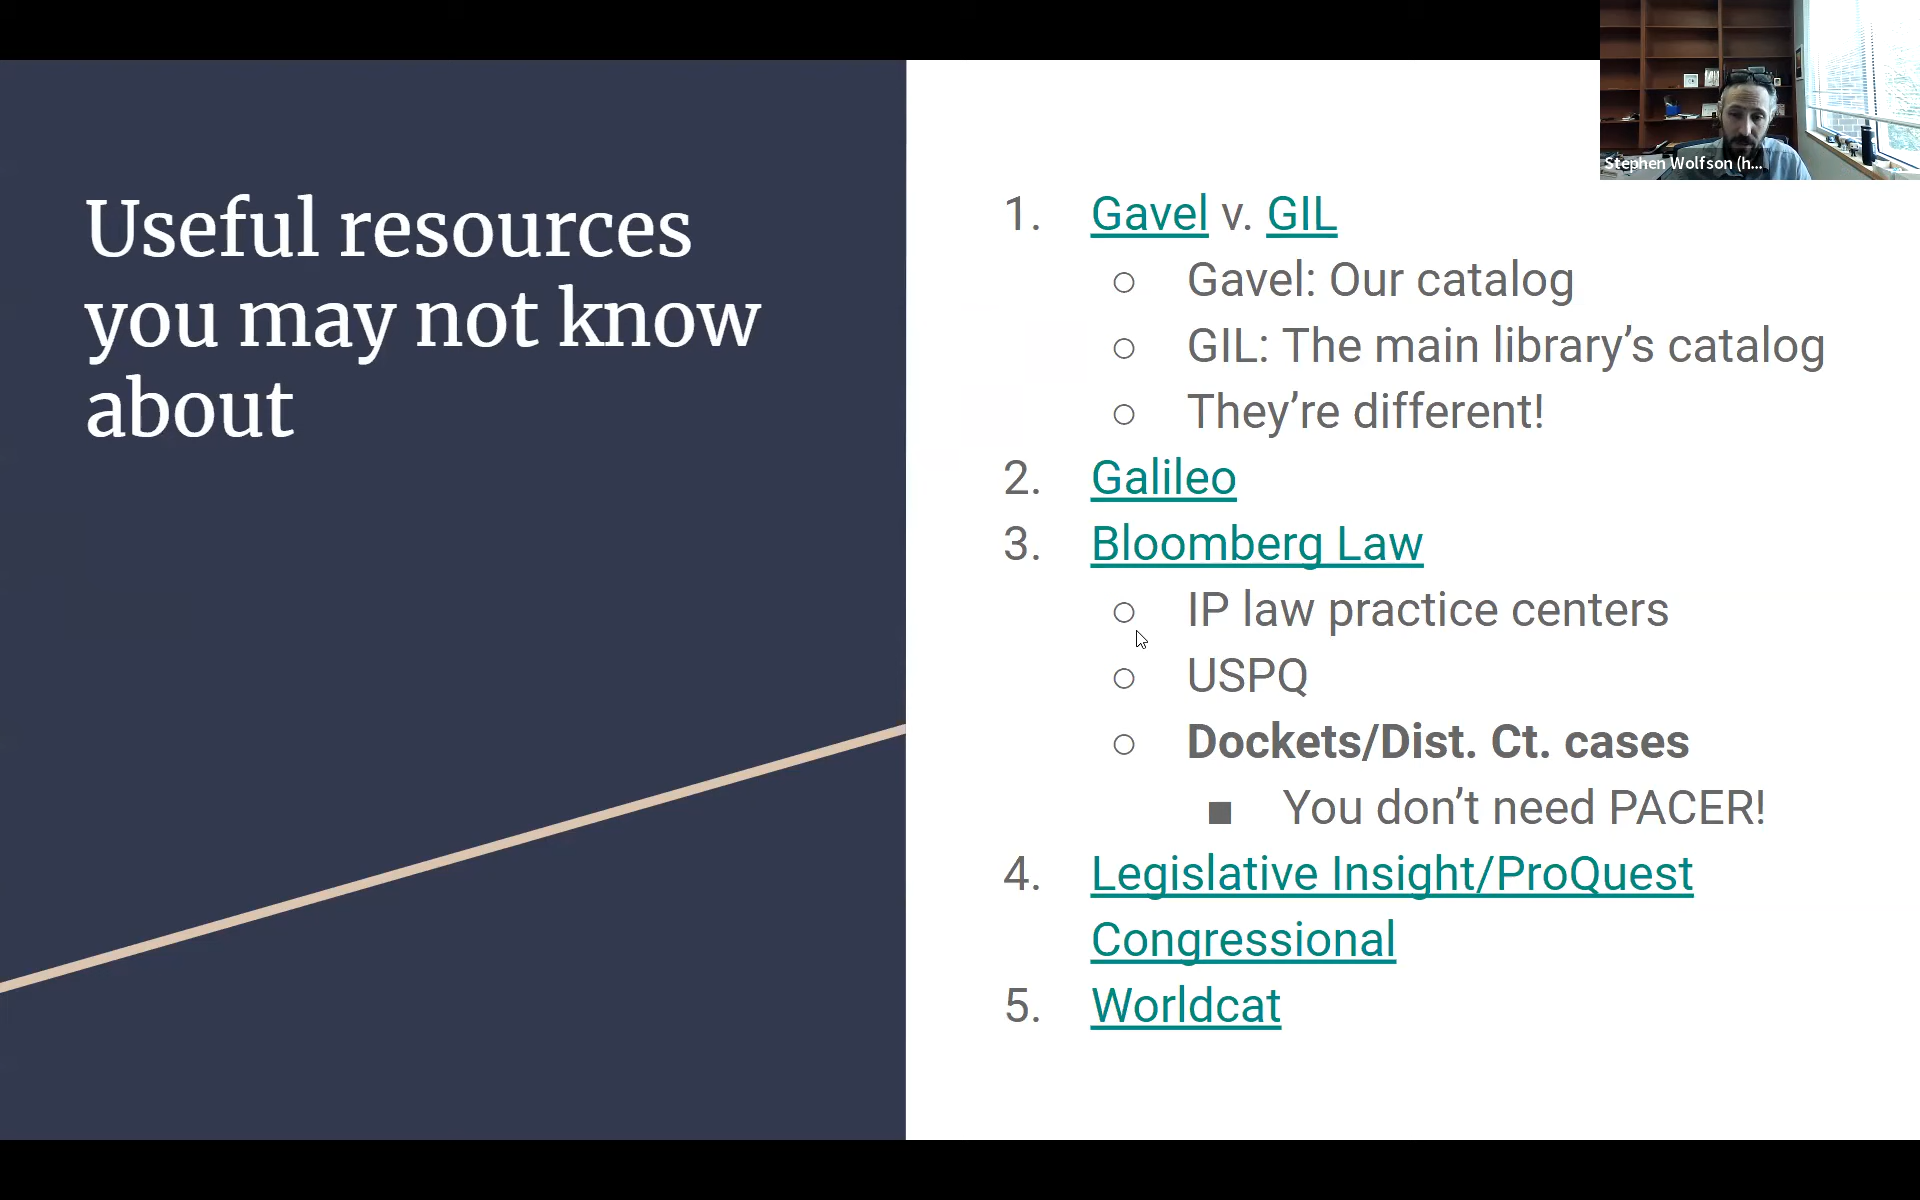 Stephen Wolfson (h...
Useful resources
you may not know
about
1. Gavel v. GIL
○ Gavel: Our catalog
○ GIL: The main library’s catalog
○ They’re different!
2. Galileo
3. Bloomberg Law
○ IP law practice centers
○ USPQ
○ Dockets/Dist. Ct. cases
■ You don’t need PACER!
4. Legislative Insight/ProQuest
Congressional
5. Worldcat